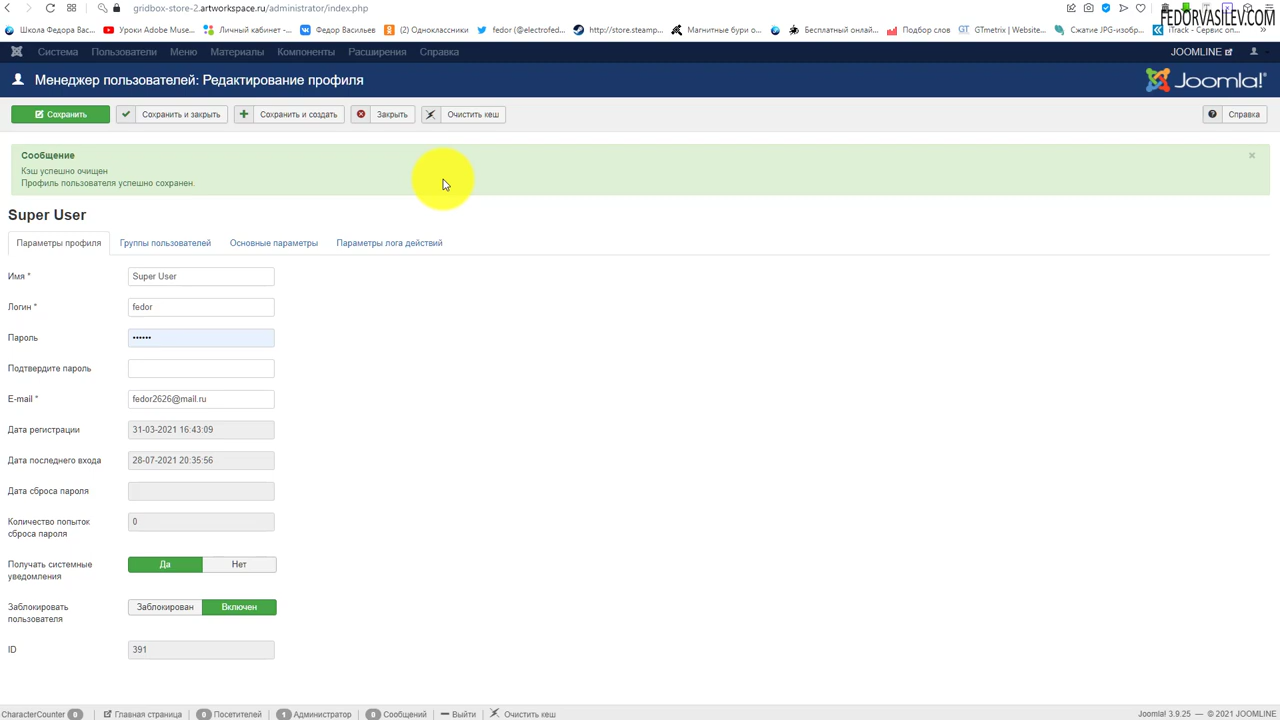 gridbox-store-2.artworkspace.ru/administrator/index.php
FEDORVASILEV.COM
Школа Федора Вас...
Уроки Adobe Muse...
Личный кабинет -...
Федор Васильев
(2) Одноклассники
fedor (@electrofed...
http://store.steamp...
Магнитные бури о...
Бесплатный онлай...
Подбор слов
GTmetrix | Website...
Сжатие JPG-изобр...
iTrack - Сервис оп...
Система
Пользователи
Меню
Материалы
Компоненты
Расширения
Справка
JOOMLINE
Менеджер пользователей: Редактирование профиля
Joomla!
Сохранить
Сохранить и закрыть
Сохранить и создать
Закрыть
Очистить кеш
Справка
Сообщение
Кэш успешно очищен
Профиль пользователя успешно сохранен.
Super User
Параметры профиля
Группы пользователей
Основные параметры
Параметры лога действий
Имя *
Super User
Логин *
fedor
Пароль
••••••
Подтвердите пароль
E-mail *
fedor2626@mail.ru
Дата регистрации
31-03-2021 16:43:09
Дата последнего входа
28-07-2021 20:35:56
Дата сброса пароля
Количество попыток
сброса пароля
0
Получать системные
уведомления
Да
Нет
Заблокировать
пользователя
Заблокирован
Включен
ID
391
CharacterCounter 0
Главная страница
0 Посетителей
1 Администратор
0 Сообщений
Выйти
Очистить кеш
Joomla! 3.9.25 — © 2021 JOOMLINE